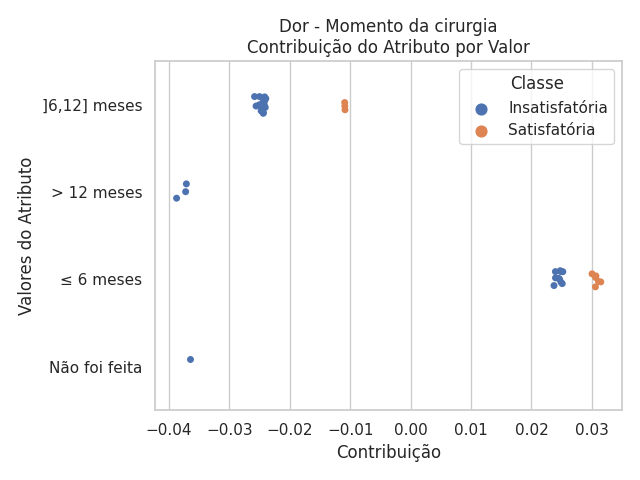 Dor - Momento da cirurgia
Contribuição do Atributo por Valor
Classe
Insatisfatória
Satisfatória
Valores do Atributo
]6,12] meses
> 12 meses
≤ 6 meses
Não foi feita
−0.04 −0.03 −0.02 −0.01 0.00 0.01 0.02 0.03
Contribuição